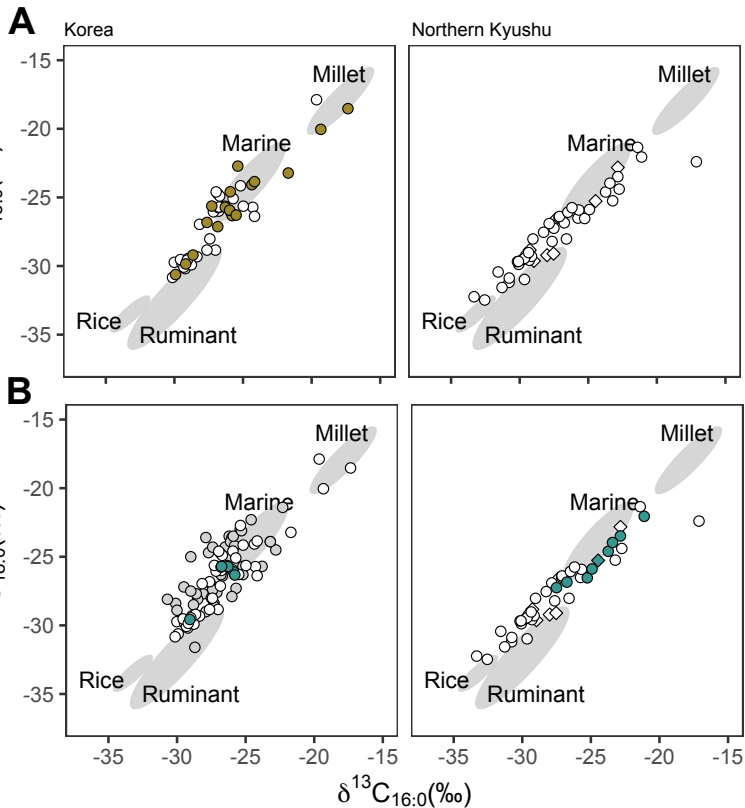 A
Korea
Northern Kyushu
-15
-20
-25
-30
-35
Millet
Marine
Rice
Ruminant
Millet
Marine
Rice
Ruminant
B
-15
-20
-25
-30
-35
Millet
Marine
Rice
Ruminant
Millet
Marine
Rice
Ruminant
-35 -30 -25 -20 -15 -35 -30 -25 -20 -15
δ¹³C₁₆:₀(‰)